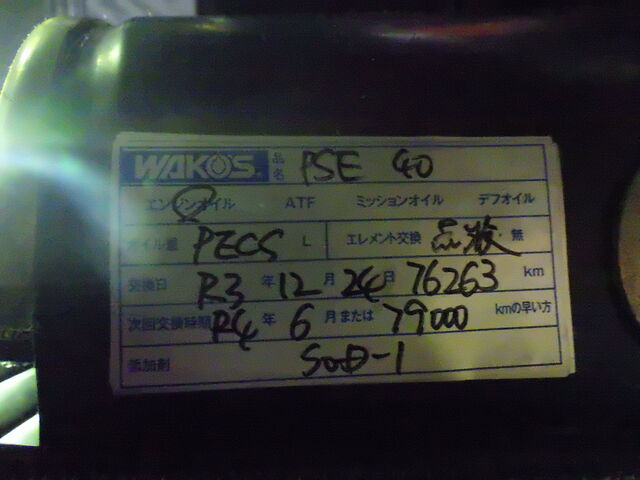 WAKO'S 品名 PSE 40
エンジンオイル ATF ミッションオイル デフオイル
オイル量 PECS L エレメント交換 無
交換日 R3 年 12 月 24 日 76263 km
次回交換時期 R4 年 6 月または 79000 kmの早い方
添加剤 SOD-1